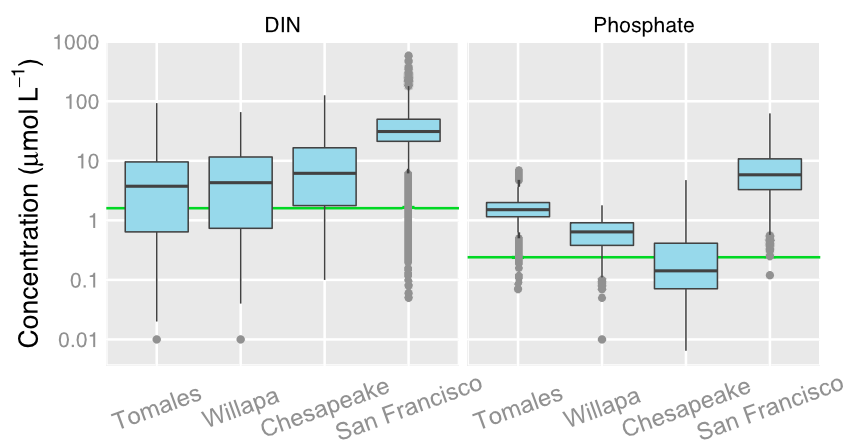 DIN
Phosphate
Concentration (μmol L⁻¹)
1000
100
10
1
0.1
0.01
Tomales
Willapa
Chesapeake
San Francisco
Tomales
Willapa
Chesapeake
San Francisco